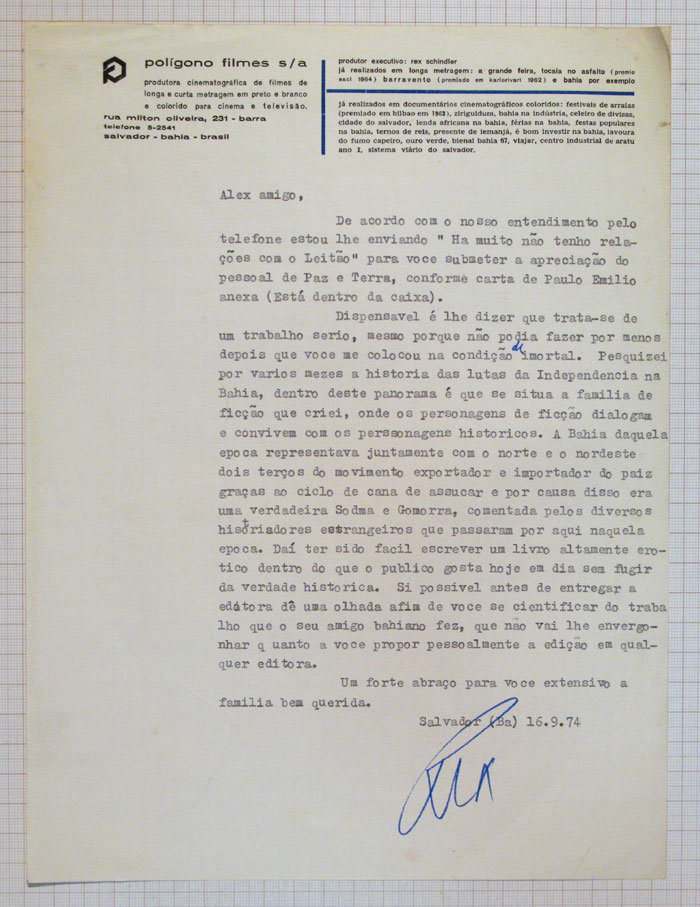 polígono filmes s/a
produtora cinematográfica de filmes de
longa e curta metragem em preto e branco
e colorido para cinema e televisão.
rua milton oliveira, 231 - barra
telefone 5-2541
salvador - bahia - brasil
produtor executivo: rex schindler
já realizados em longa metragem: a grande feira, tocaia no asfalto (premio
saci 1964) barravento (premiado em karlovivari 1962) e bahia por exemplo
já realizados em documentários cinematográficos coloridos: festivais de arraias
(premiado em bilbao em 1963), ziriguidum, bahia na indústria, celeiro de divisas,
cidade do salvador, lenda africana na bahia, férias na bahia, festas populares
na bahia, ternos de reis, presente de iemanjá, é bom investir na bahia, lavoura
do fumo capeiro, ouro verde, bienal bahia 67, viajar, centro industrial de aratu
ano I, sistema viário do salvador.
Alex amigo,
De acordo com o nosso entendimento pelo
telefone estou lhe enviando " Ha muito não tenho rela-
ções com o Leitão" para voce submeter a apreciação do
pessoal de Paz e Terra, conforme carta de Paulo Emilio
anexa (Está dentro da caixa).
Dispensavel é lhe dizer que trata-se de
um trabalho serio, mesmo porque não podia fazer por menos
depois que voce me colocou na condição de imortal. Pesquizei
por varios mezes a historia das lutas da Independencia na
Bahia, dentro deste panorama é que se situa a familia de
ficção que criei, onde os personagens de ficção dialogam
e convivem com os perssonagens historicos. A Bahia daquela
epoca representava juntamente com o norte e o nordeste
dois terços do movimento exportador e importador do paiz
graças ao ciclo de cana de assucar e por causa disso era
uma verdadeira Sodma e Gomorra, comentada pelos diversos
historiadores estrangeiros que passaram por aqui naquela
epoca. Daí ter sido facil escrever um livro altamente ero-
tico dentro do que o publico gosta hoje em dia sem fugir
da verdade historica. Si possivel antes de entregar a
editora dê uma olhada afim de voce se cientificar do traba
lho que o seu amigo bahiano fez, que não vai lhe envergo-
nhar q uanto a voce propor pessoalmente a edição em qual-
quer editora.
Um forte abraço para voce extensivo a
familia bem querida.
Salvador (Ba) 16.9.74
Rex